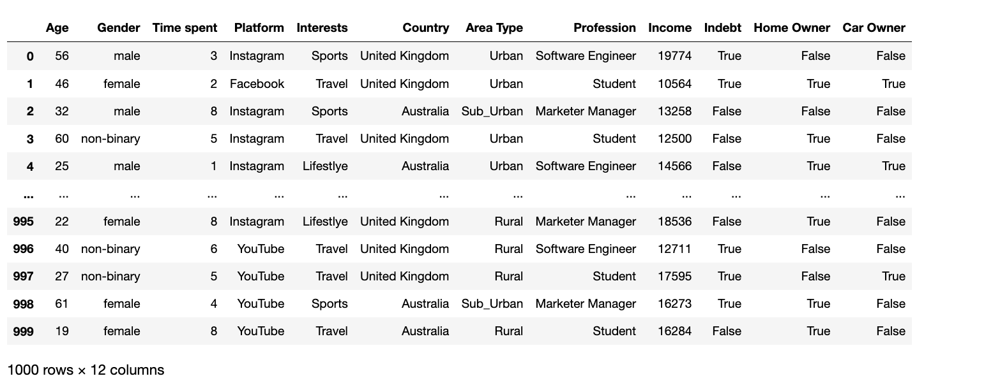 Age Gender Time spent Platform Interests Country Area Type Profession Income Indebt Home Owner Car Owner
0 56 male 3 Instagram Sports United Kingdom Urban Software Engineer 19774 True False False
1 46 female 2 Facebook Travel United Kingdom Urban Student 10564 True True True
2 32 male 8 Instagram Sports Australia Sub_Urban Marketer Manager 13258 False False False
3 60 non-binary 5 Instagram Travel United Kingdom Urban Student 12500 False True False
4 25 male 1 Instagram Lifestlye Australia Urban Software Engineer 14566 False True True
... ... ... ... ... ... ... ... ... ... ... ... ...
995 22 female 8 Instagram Lifestlye United Kingdom Rural Marketer Manager 18536 False True False
996 40 non-binary 6 YouTube Travel United Kingdom Rural Software Engineer 12711 True False False
997 27 non-binary 5 YouTube Travel United Kingdom Rural Student 17595 True False True
998 61 female 4 YouTube Sports Australia Sub_Urban Marketer Manager 16273 True True False
999 19 female 8 YouTube Travel Australia Rural Student 16284 False True False
1000 rows × 12 columns